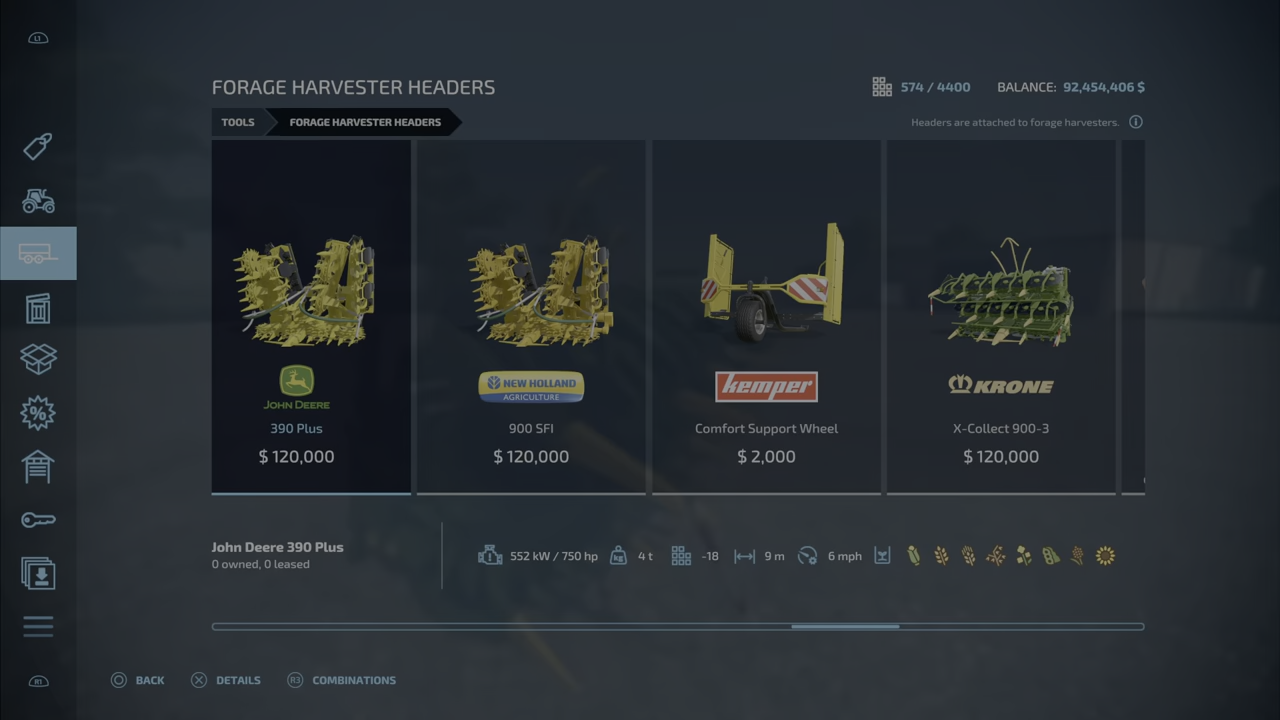 L1
FORAGE HARVESTER HEADERS
574 / 4400
BALANCE: 92,454,406 $
TOOLS
FORAGE HARVESTER HEADERS
Headers are attached to forage harvesters.
JOHN DEERE
390 Plus
$ 120,000
NEW HOLLAND
AGRICULTURE
900 SFI
$ 120,000
kemper
Comfort Support Wheel
$ 2,000
KRONE
X-Collect 900-3
$ 120,000
John Deere 390 Plus
0 owned, 0 leased
552 kW / 750 hp
kg
4 t
-18
9 m
6 mph
R1
BACK
DETAILS
R3
COMBINATIONS